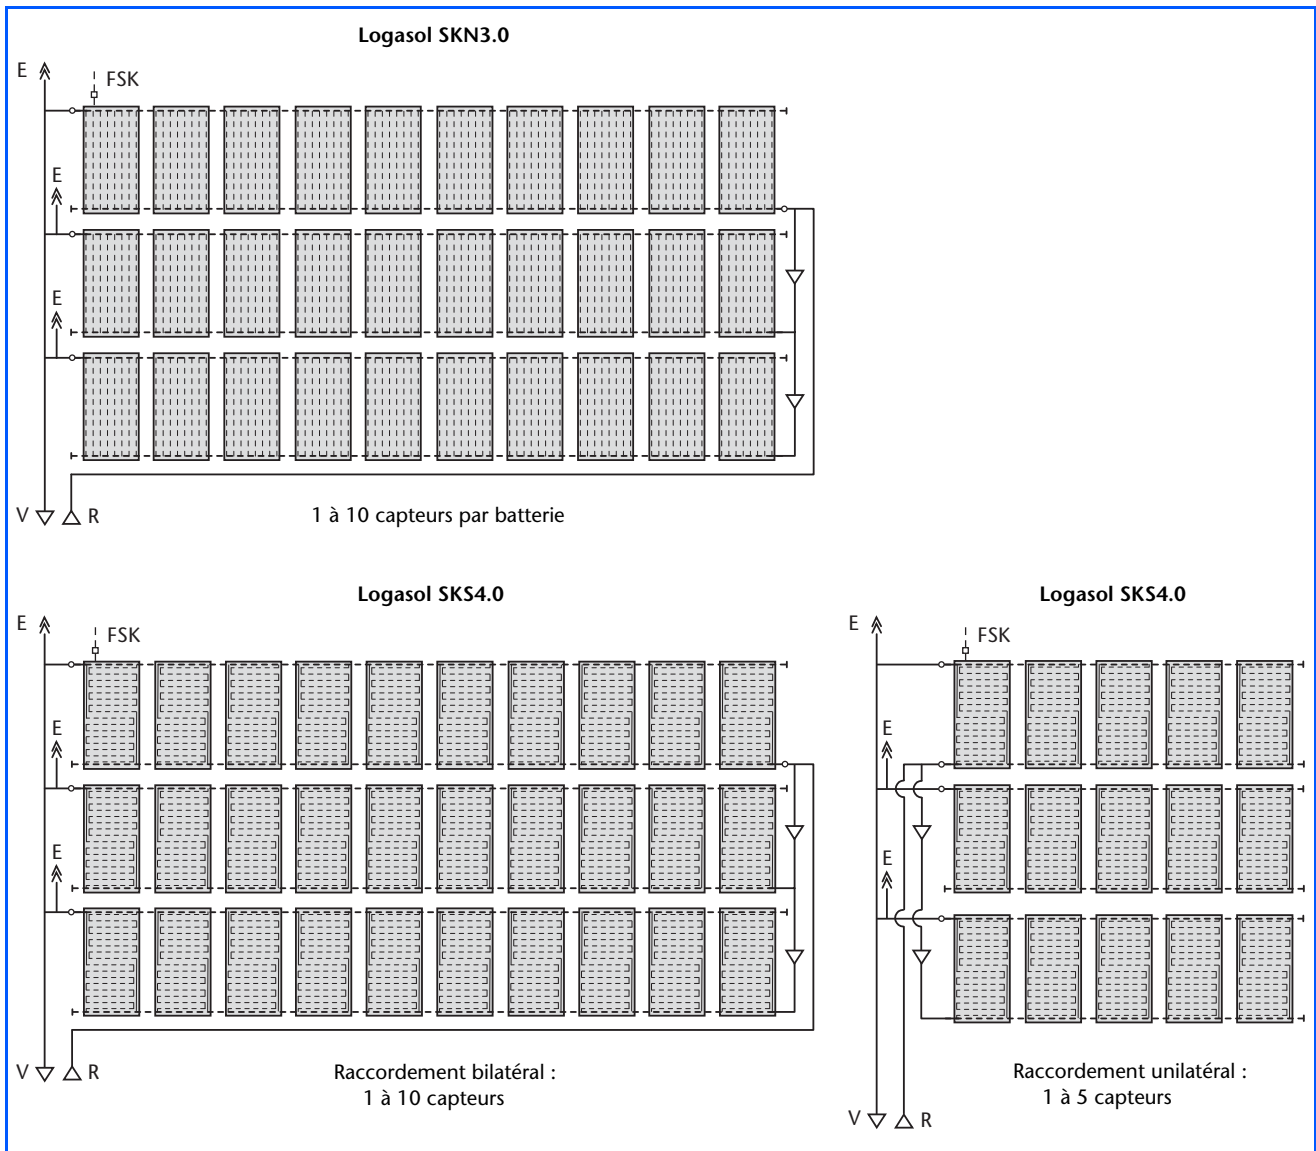 Logasol SKN3.0
E
FSK
E
E
V
R
1 à 10 capteurs par batterie
Logasol SKS4.0
E
FSK
E
E
V
R
Raccordement bilatéral :
1 à 10 capteurs
Logasol SKS4.0
E
FSK
E
E
Raccordement unilatéral :
1 à 5 capteurs
V
R